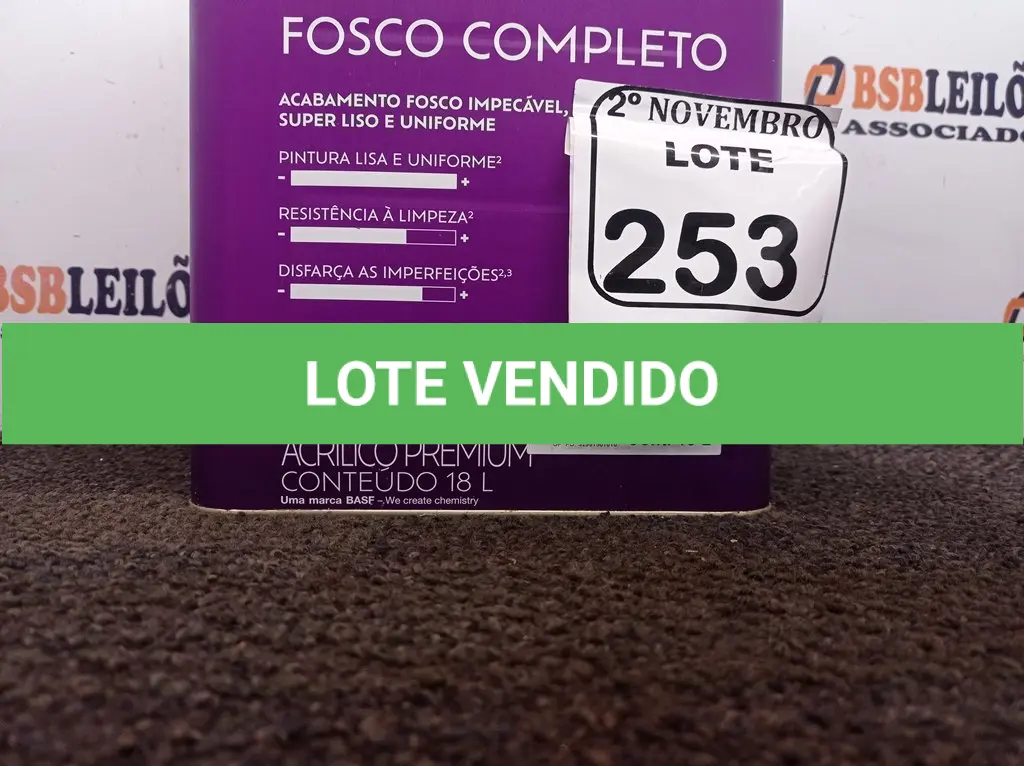 FOSCO COMPLETO
ACABAMENTO FOSCO IMPECÁVEL,
SUPER LISO E UNIFORME
PINTURA LISA E UNIFORME²
- +
RESISTÊNCIA À LIMPEZA²
- +
DISFARÇA AS IMPERFEIÇÕES²,³
- +
2º NOVEMBRO
LOTE
253
BSBLEILÕ
ASSOCIADO
BSBLEILÕ
LOTE VENDIDO
ACRÍLICO PREMIUM
CONTEÚDO 18 L
Uma marca BASF – We create chemistry